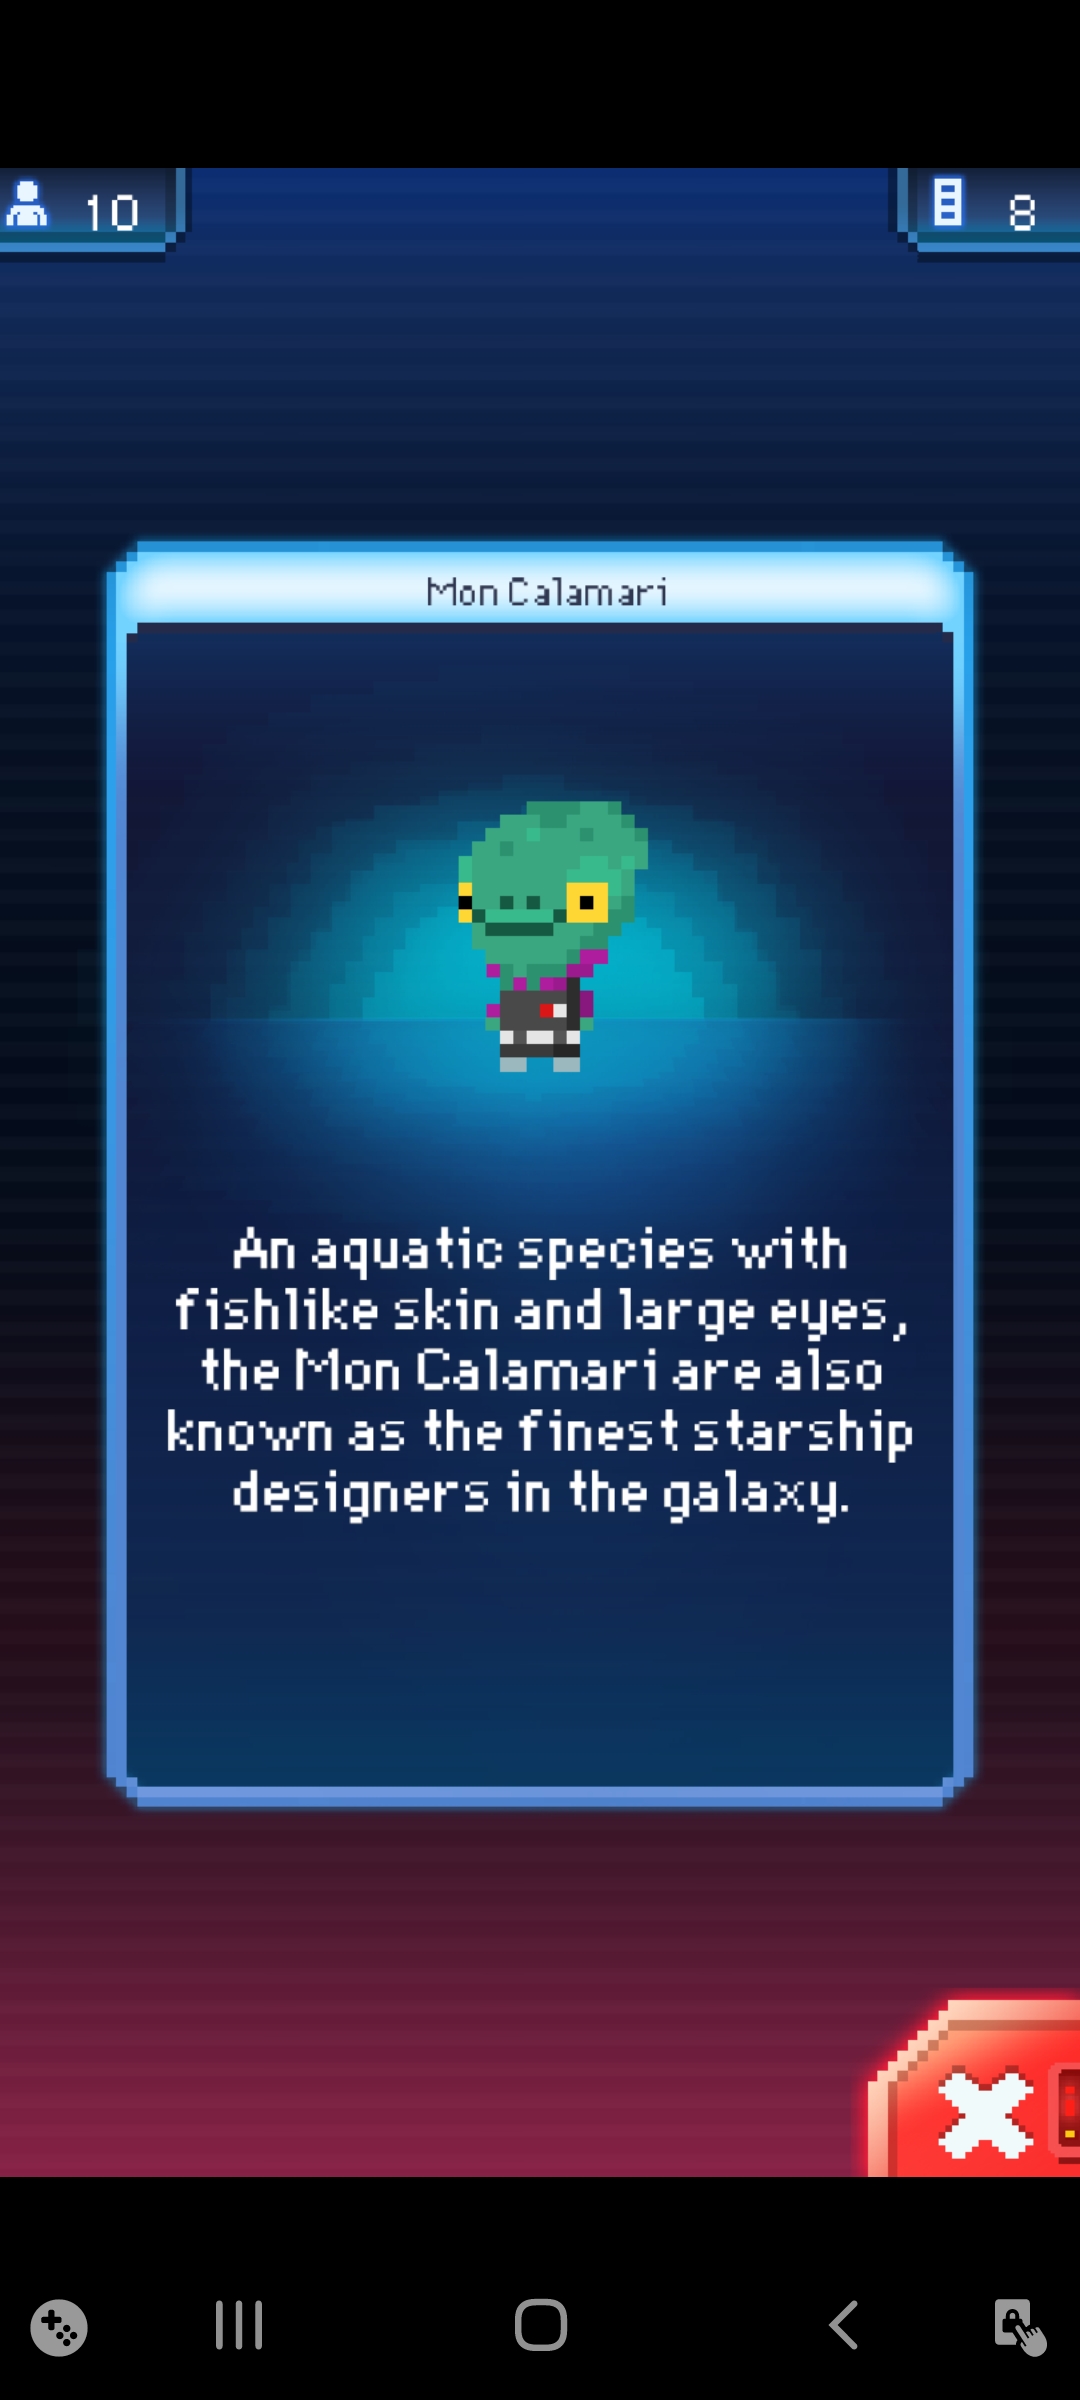 10
8
Mon Calamari
An aquatic species with
fishlike skin and large eyes,
the Mon Calamari are also
known as the finest starship
designers in the galaxy.